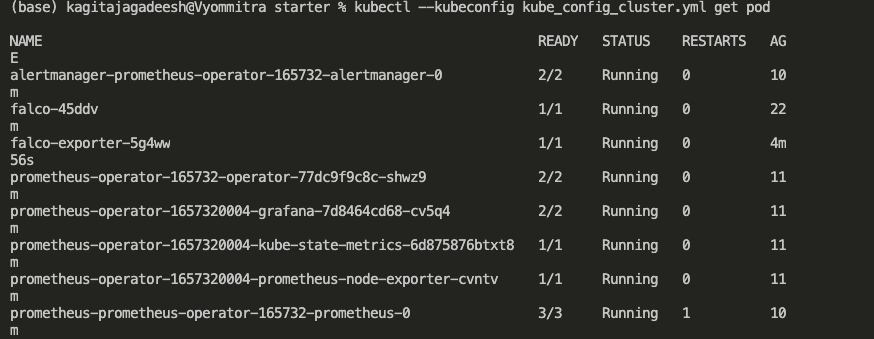 (base) kagitajagadeesh@Vyommitra starter % kubectl --kubeconfig kube_config_cluster.yml get pod
NAME READY STATUS RESTARTS AG
E
alertmanager-prometheus-operator-165732-alertmanager-0 2/2 Running 0 10
m
falco-45ddv 1/1 Running 0 22
m
falco-exporter-5g4ww 1/1 Running 0 4m
56s
prometheus-operator-165732-operator-77dc9f9c8c-shwz9 2/2 Running 0 11
m
prometheus-operator-1657320004-grafana-7d8464cd68-cv5q4 2/2 Running 0 11
m
prometheus-operator-1657320004-kube-state-metrics-6d875876btxt8 1/1 Running 0 11
m
prometheus-operator-1657320004-prometheus-node-exporter-cvntv 1/1 Running 0 11
m
prometheus-prometheus-operator-165732-prometheus-0 3/3 Running 1 10
m